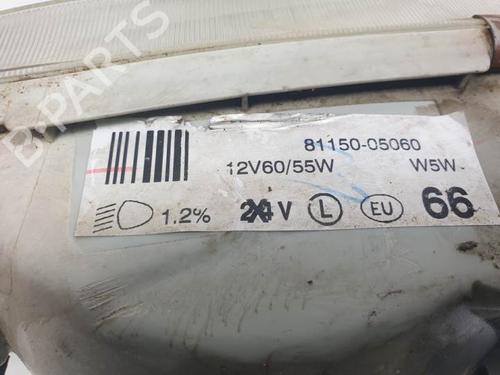 81150-05060
12V60/55W W5W
1.2% 24 V L EU 66
B-PARTS